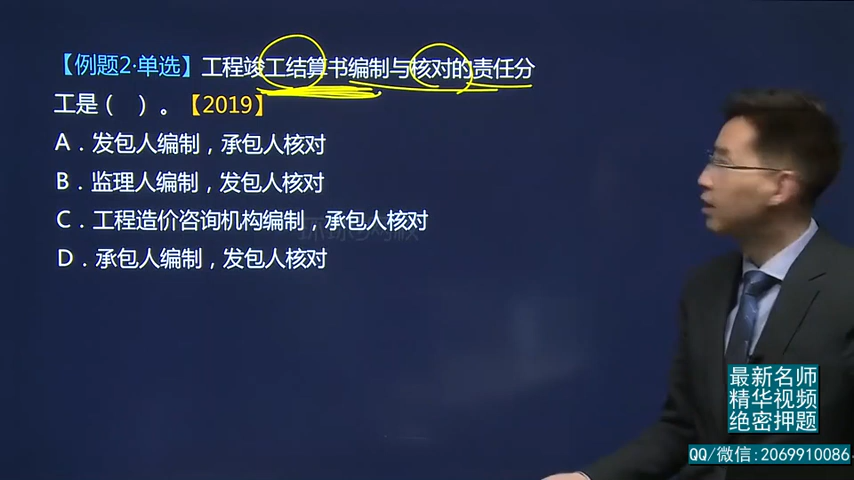 【例题2·单选】工程竣工结算书编制与核对的责任分
工是（ ）。【2019】
A．发包人编制，承包人核对
B．监理人编制，发包人核对
C．工程造价咨询机构编制，承包人核对
D．承包人编制，发包人核对
最新名师
精华视频
绝密押题
QQ/微信:2069910086